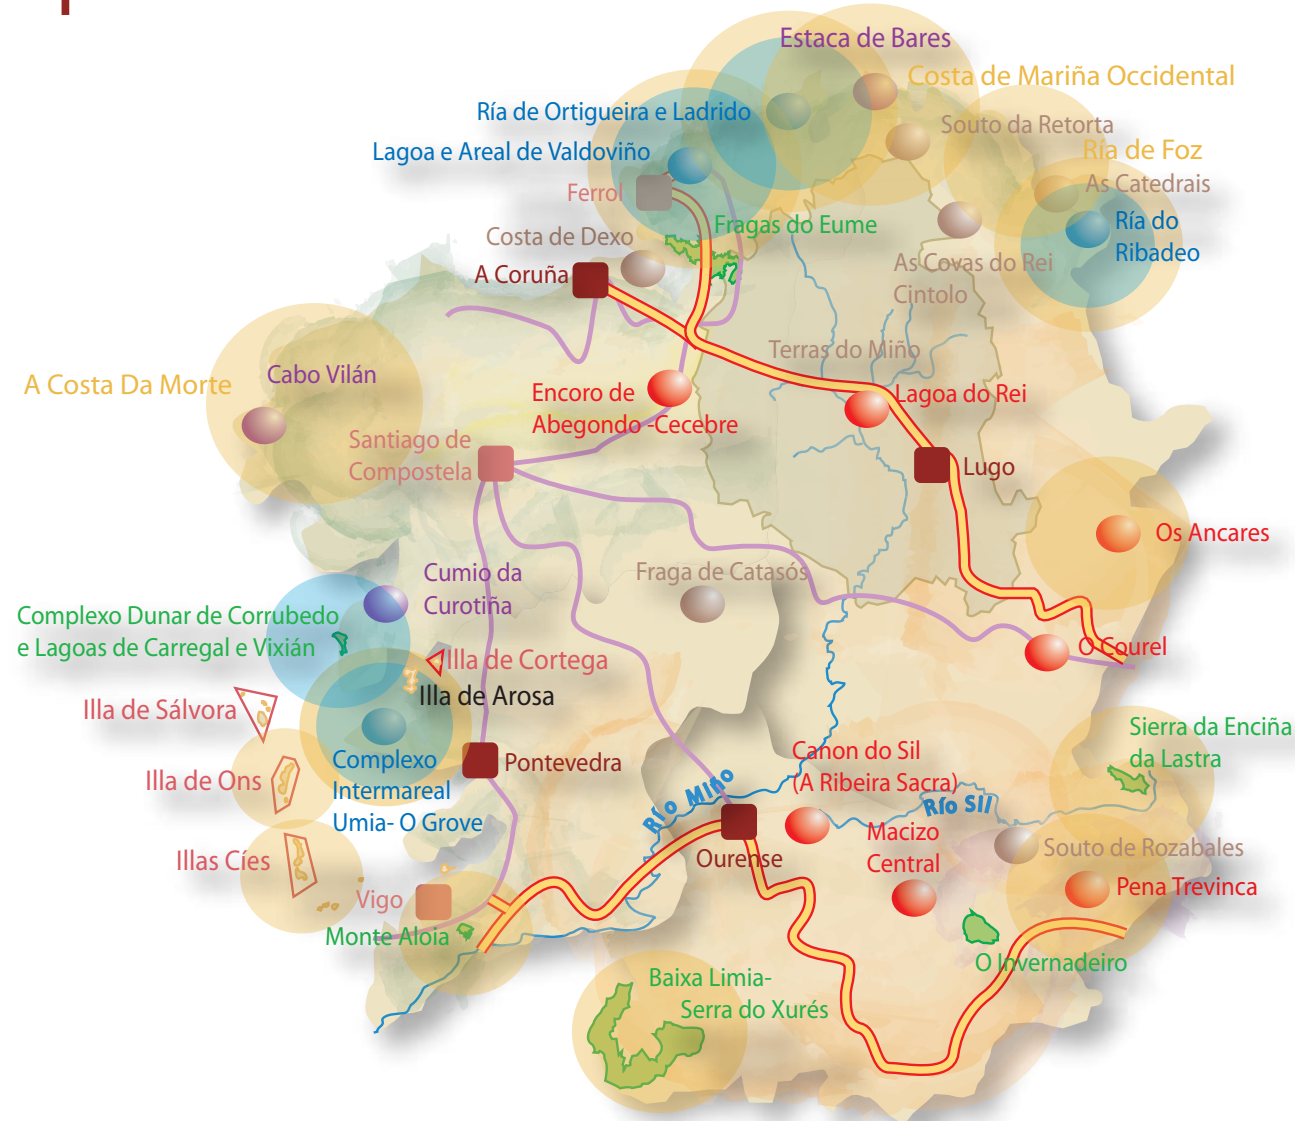 Estaca de Bares
Costa de Mariña Occidental
Ría de Ortigueira e Ladrido
Souto da Retorta
Lagoa e Areal de Valdoviño
Ría de Foz
As Catedrais
Ferrol
Ría do
Ribadeo
Fragas do Eume
Costa de Dexo
A Coruña
As Covas do Rei
Cintolo
Terras do Miño
A Costa Da Morte
Cabo Vilán
Encoro de
Abegondo -Cecebre
Lagoa do Rei
Santiago de
Compostela
Lugo
Os Ancares
Cumio da
Curotiña
Fraga de Catasós
Complexo Dunar de Corrubedo
e Lagoas de Carregal e Vixián
O Courel
Illa de Cortega
Illa de Arosa
Illa de Sálvora
Sierra da Enciña
da Lastra
Canon do Sil
(A Ribeira Sacra)
Pontevedra
Complexo
Intermareal
Umia- O Grove
Illa de Ons
Río Miño
Río Sil
Macizo
Central
Souto de Rozabales
Ourense
Illas Cíes
Pena Trevinca
Vigo
Monte Aloia
O Invernadeiro
Baixa Limia-
Serra do Xurés